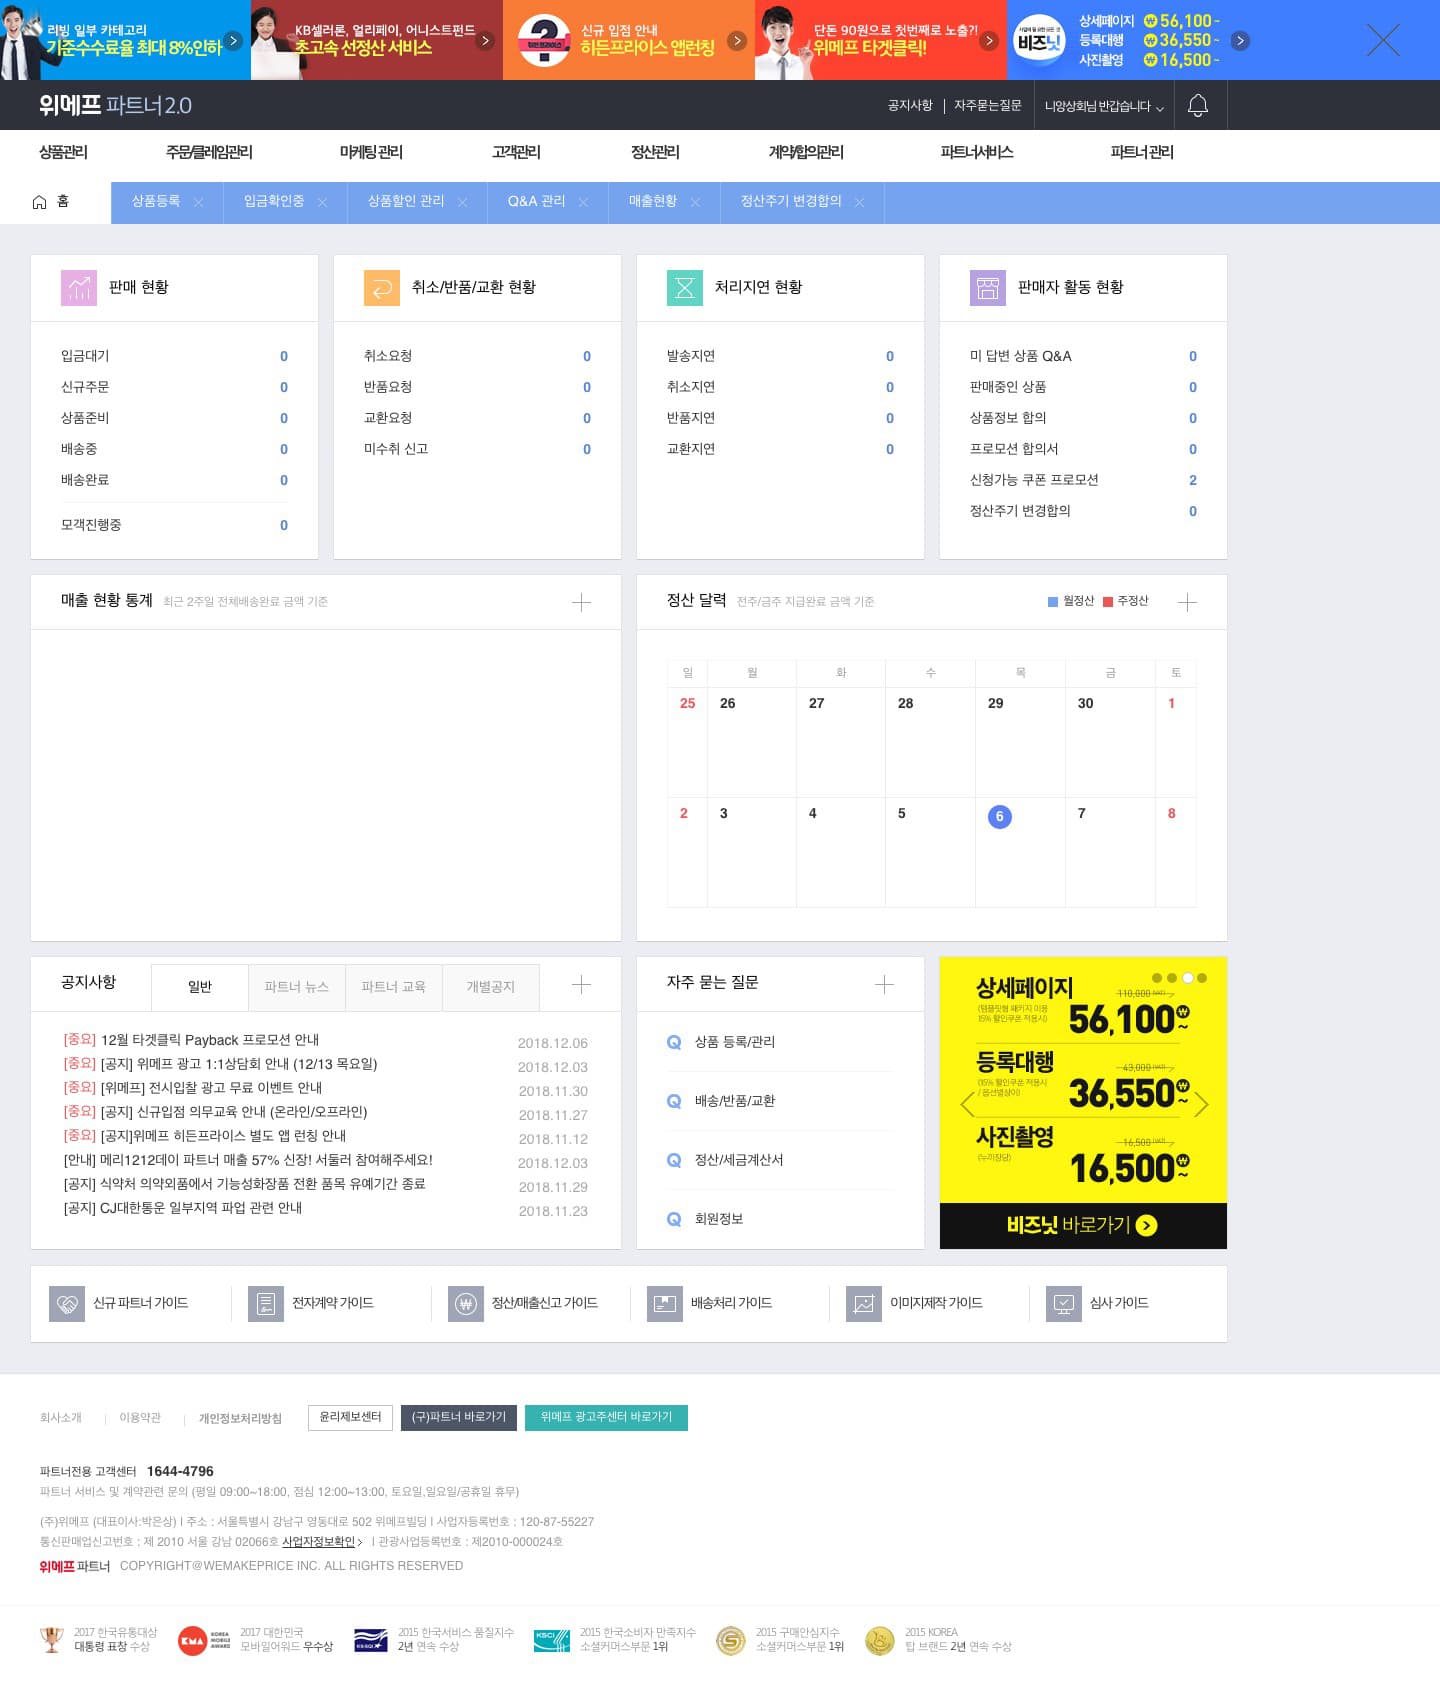 리빙 일부 카테고리
기준수수료율 최대 8%인하
KB셀러론, 얼리페이, 어니스트펀드
초고속 선정산 서비스
히든프라이스
신규 입점 안내
히든프라이스 앱런칭
단돈 90원으로 첫번째로 노출?!
위메프 타겟클릭!
비즈닛
상세페이지 ₩56,100~
등록대행 ₩36,550~
사진촬영 ₩16,500~
위메프 파트너 2.0
공지사항 | 자주묻는질문
니앙상회님 반갑습니다
상품관리 주문/클레임관리 마케팅 관리 고객관리 정산관리 계약/합의관리 파트너서비스 파트너 관리
홈 상품등록 입금확인중 상품할인 관리 Q&A 관리 매출현황 정산주기 변경합의
판매 현황
입금대기 0
신규주문 0
상품준비 0
배송중 0
배송완료 0
모객진행중 0
취소/반품/교환 현황
취소요청 0
반품요청 0
교환요청 0
미수취 신고 0
처리지연 현황
발송지연 0
취소지연 0
반품지연 0
교환지연 0
판매자 활동 현황
미 답변 상품 Q&A 0
판매중인 상품 0
상품정보 합의 0
프로모션 합의서 0
신청가능 쿠폰 프로모션 2
정산주기 변경합의 0
매출 현황 통계 최근 2주일 전체배송완료 금액 기준
정산 달력 전주/금주 지급완료 금액 기준
월정산 주정산
일 월 화 수 목 금 토
25 26 27 28 29 30 1
2 3 4 5 6 7 8
공지사항 일반 파트너 뉴스 파트너 교육 개별공지
[중요] 12월 타겟클릭 Payback 프로모션 안내 2018.12.06
[중요] [공지] 위메프 광고 1:1상담회 안내 (12/13 목요일) 2018.12.03
[중요] [위메프] 전시입찰 광고 무료 이벤트 안내 2018.11.30
[중요] [공지] 신규입점 의무교육 안내 (온라인/오프라인) 2018.11.27
[중요] [공지]위메프 히든프라이스 별도 앱 런칭 안내 2018.11.12
[안내] 메리1212데이 파트너 매출 57% 신장! 서둘러 참여해주세요! 2018.12.03
[공지] 식약처 의약외품에서 기능성화장품 전환 품목 유예기간 종료 2018.11.29
[공지] CJ대한통운 일부지역 파업 관련 안내 2018.11.23
자주 묻는 질문
Q 상품 등록/관리
Q 배송/반품/교환
Q 정산/세금계산서
Q 회원정보
상세페이지
(템플릿형 패키지 이용
15% 할인쿠폰 적용시)
110,000
56,100₩~
등록대행
(15% 할인쿠폰 적용시
/ 옵션별상이)
43,000
36,550₩~
사진촬영
(누끼장당)
16,500
16,500₩~
비즈닛 바로가기
신규 파트너 가이드 전자계약 가이드 정산/매출신고 가이드 배송처리 가이드 이미지제작 가이드 심사 가이드
회사소개 이용약관 개인정보처리방침 윤리제보센터 (구)파트너 바로가기 위메프 광고주센터 바로가기
파트너전용 고객센터 1644-4796
파트너 서비스 및 계약관련 문의 (평일 09:00~18:00, 점심 12:00~13:00, 토요일,일요일/공휴일 휴무)
(주)위메프 (대표이사:박은상) | 주소 : 서울특별시 강남구 영동대로 502 위메프빌딩 | 사업자등록번호 : 120-87-55227
통신판매업신고번호 : 제 2010 서울 강남 02066호 사업자정보확인 > | 관광사업등록번호 : 제2010-000024호
위메프 파트너 COPYRIGHT@WEMAKEPRICE INC. ALL RIGHTS RESERVED
2017 한국유통대상
대통령 표창 수상
KMA
KOREA
MOBILE
AWARD
2017 대한민국
모바일어워드 우수상
KS-SQI
2015 한국서비스 품질지수
2년 연속 수상
KSCI
2015 한국소비자 만족지수
소셜커머스부문 1위
2015 구매안심지수
소셜커머스부문 1위
2015 KOREA
탑 브랜드 2년 연속 수상